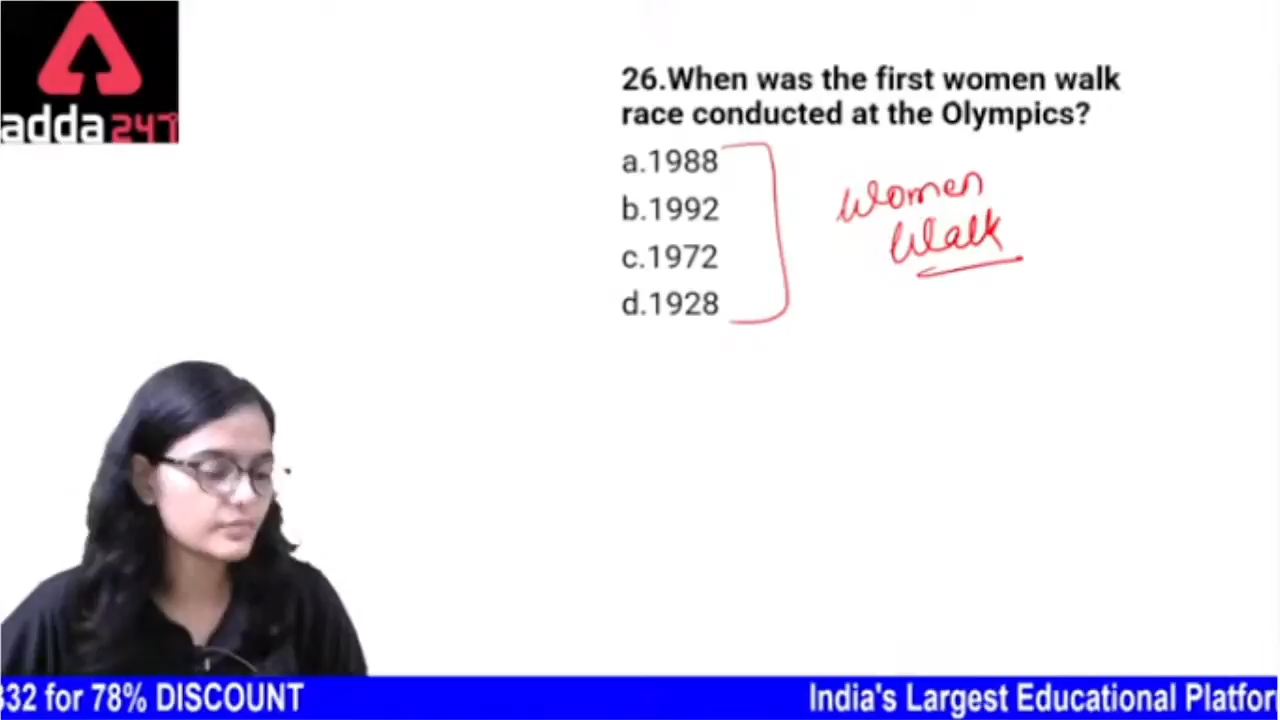 adda247
26.When was the first women walk
race conducted at the Olympics?
a.1988
b.1992
c.1972
d.1928
Women
Walk
332 for 78% DISCOUNT
India's Largest Educational Platfor